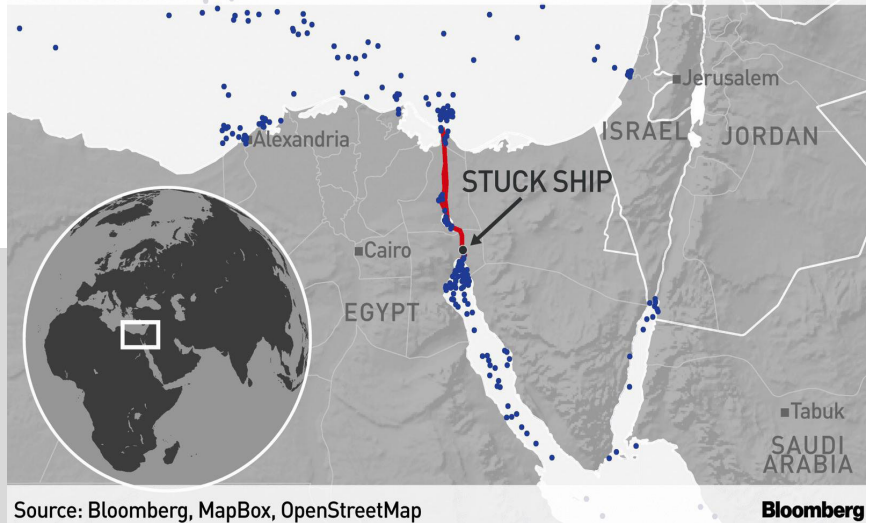 Jerusalem
ISRAEL
JORDAN
Alexandria
STUCK SHIP
Cairo
EGYPT
Tabuk
SAUDI
ARABIA
Source: Bloomberg, MapBox, OpenStreetMap
Bloomberg